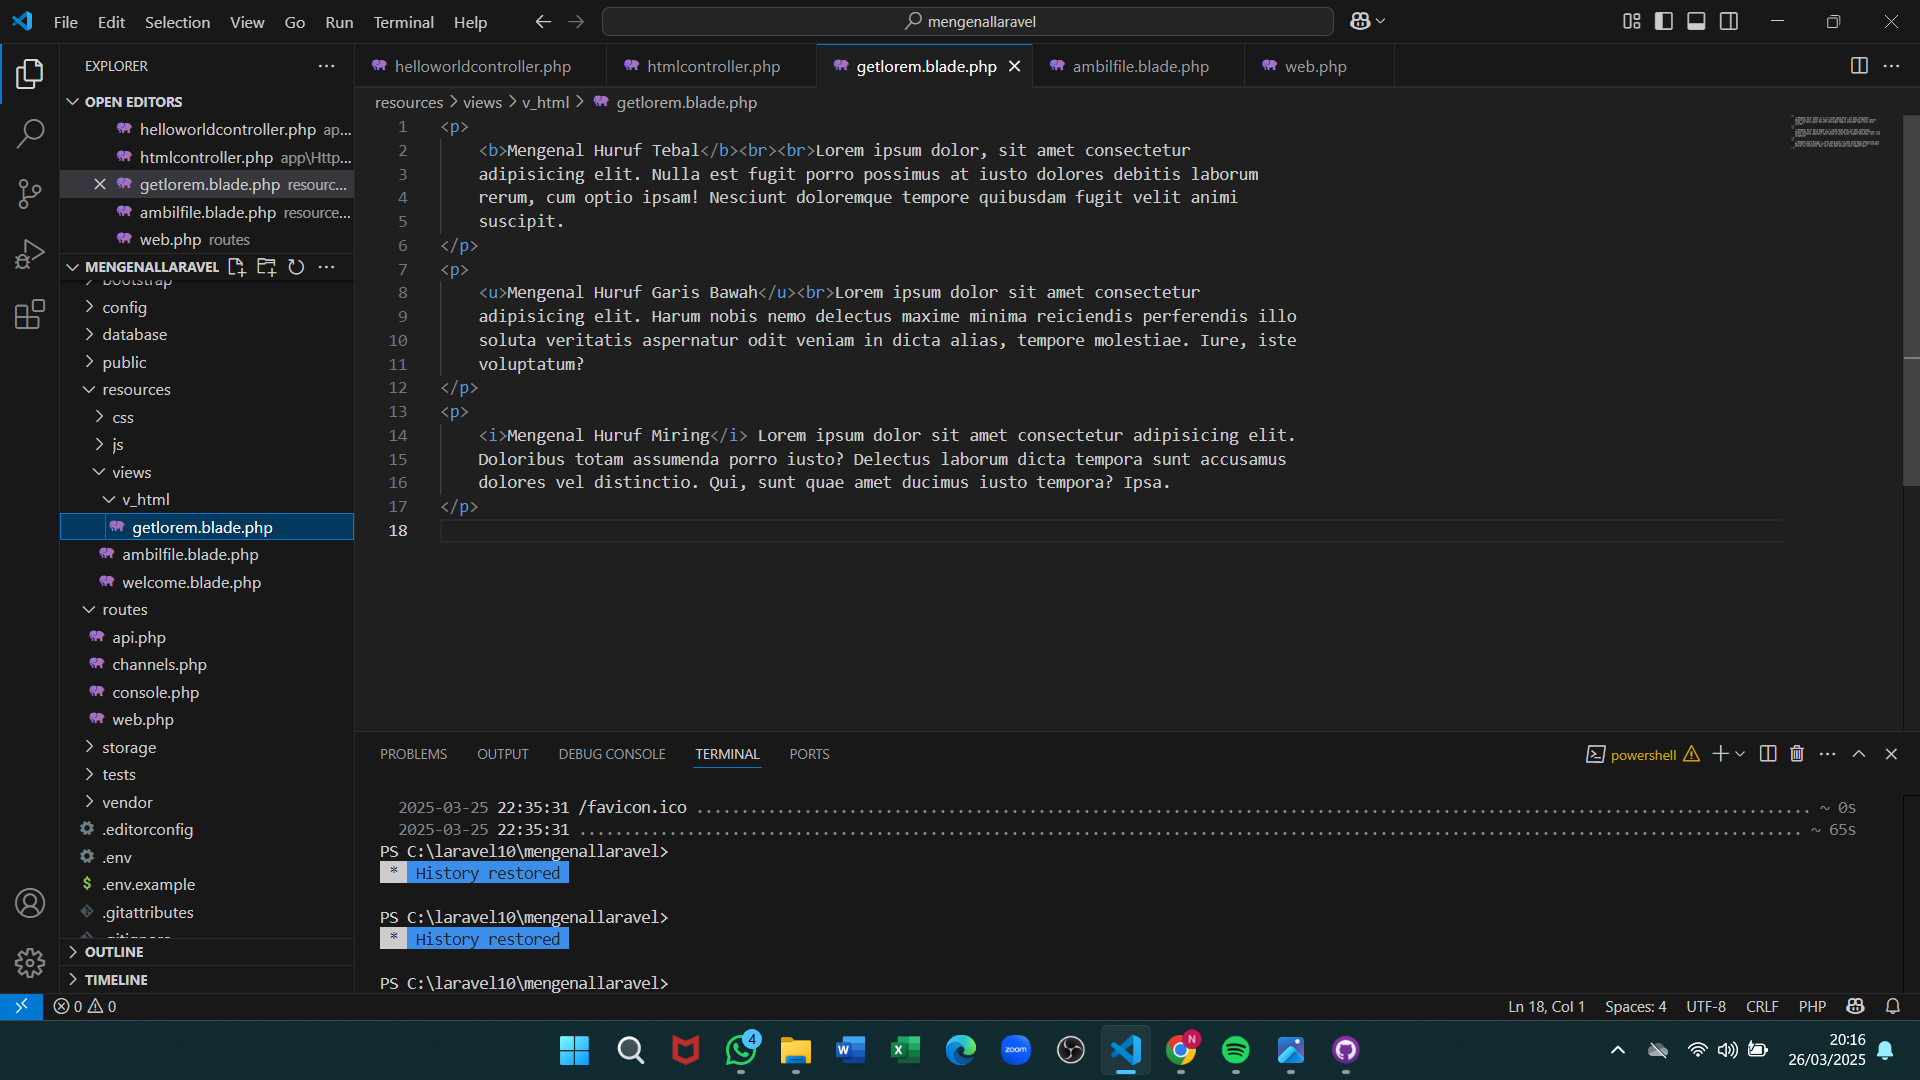 File Edit Selection View Go Run Terminal Help
mengenallaravel
EXPLORER
OPEN EDITORS
helloworldcontroller.php ap...
htmlcontroller.php app\Http...
getlorem.blade.php resourc...
ambilfile.blade.php resource...
web.php routes
MENGENALLARAVEL
bootstrap
config
database
public
resources
css
js
views
v_html
getlorem.blade.php
ambilfile.blade.php
welcome.blade.php
routes
api.php
channels.php
console.php
web.php
storage
tests
vendor
.editorconfig
.env
.env.example
.gitattributes
.gitignore
OUTLINE
TIMELINE
helloworldcontroller.php htmlcontroller.php getlorem.blade.php ambilfile.blade.php web.php
resources > views > v_html > getlorem.blade.php
1 <p>
2 <b>Mengenal Huruf Tebal</b><br><br>Lorem ipsum dolor, sit amet consectetur
3 adipisicing elit. Nulla est fugit porro possimus at iusto dolores debitis laborum
4 rerum, cum optio ipsam! Nesciunt doloremque tempore quibusdam fugit velit animi
5 suscipit.
6 </p>
7 <p>
8 <u>Mengenal Huruf Garis Bawah</u><br>Lorem ipsum dolor sit amet consectetur
9 adipisicing elit. Harum nobis nemo delectus maxime minima reiciendis perferendis illo
10 soluta veritatis aspernatur odit veniam in dicta alias, tempore molestiae. Iure, iste
11 voluptatum?
12 </p>
13 <p>
14 <i>Mengenal Huruf Miring</i> Lorem ipsum dolor sit amet consectetur adipisicing elit.
15 Doloribus totam assumenda porro iusto? Delectus laborum dicta tempora sunt accusamus
16 dolores vel distinctio. Qui, sunt quae amet ducimus iusto tempora? Ipsa.
17 </p>
18
PROBLEMS OUTPUT DEBUG CONSOLE TERMINAL PORTS
powershell
2025-03-25 22:35:31 /favicon.ico ........................ ~ 0s
2025-03-25 22:35:31 ........................ ~ 65s
PS C:\laravel10\mengenallaravel>
* History restored
PS C:\laravel10\mengenallaravel>
* History restored
PS C:\laravel10\mengenallaravel>
0 0
Ln 18, Col 1 Spaces: 4 UTF-8 CRLF PHP
4
zoom
N
20:16
26/03/2025